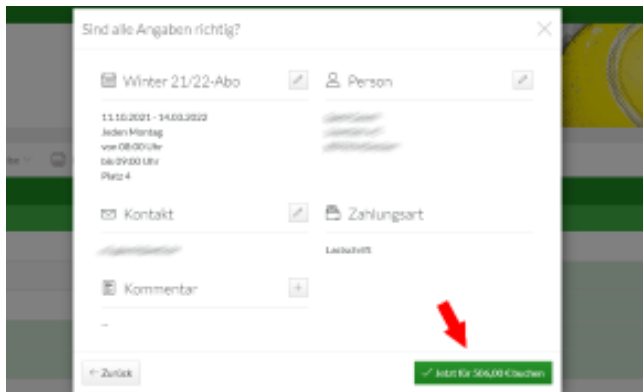 Sind alle Angaben richtig?
Winter 21/22-Abo
11.10.2021 - 14.03.2022
Jeden Montag
von 08:00 Uhr
bis 09:00 Uhr
Platz 4
Person
Kontakt
Zahlungsart
Lastschrift
Kommentar
--
← Zurück
Jetzt für 506,00 € buchen